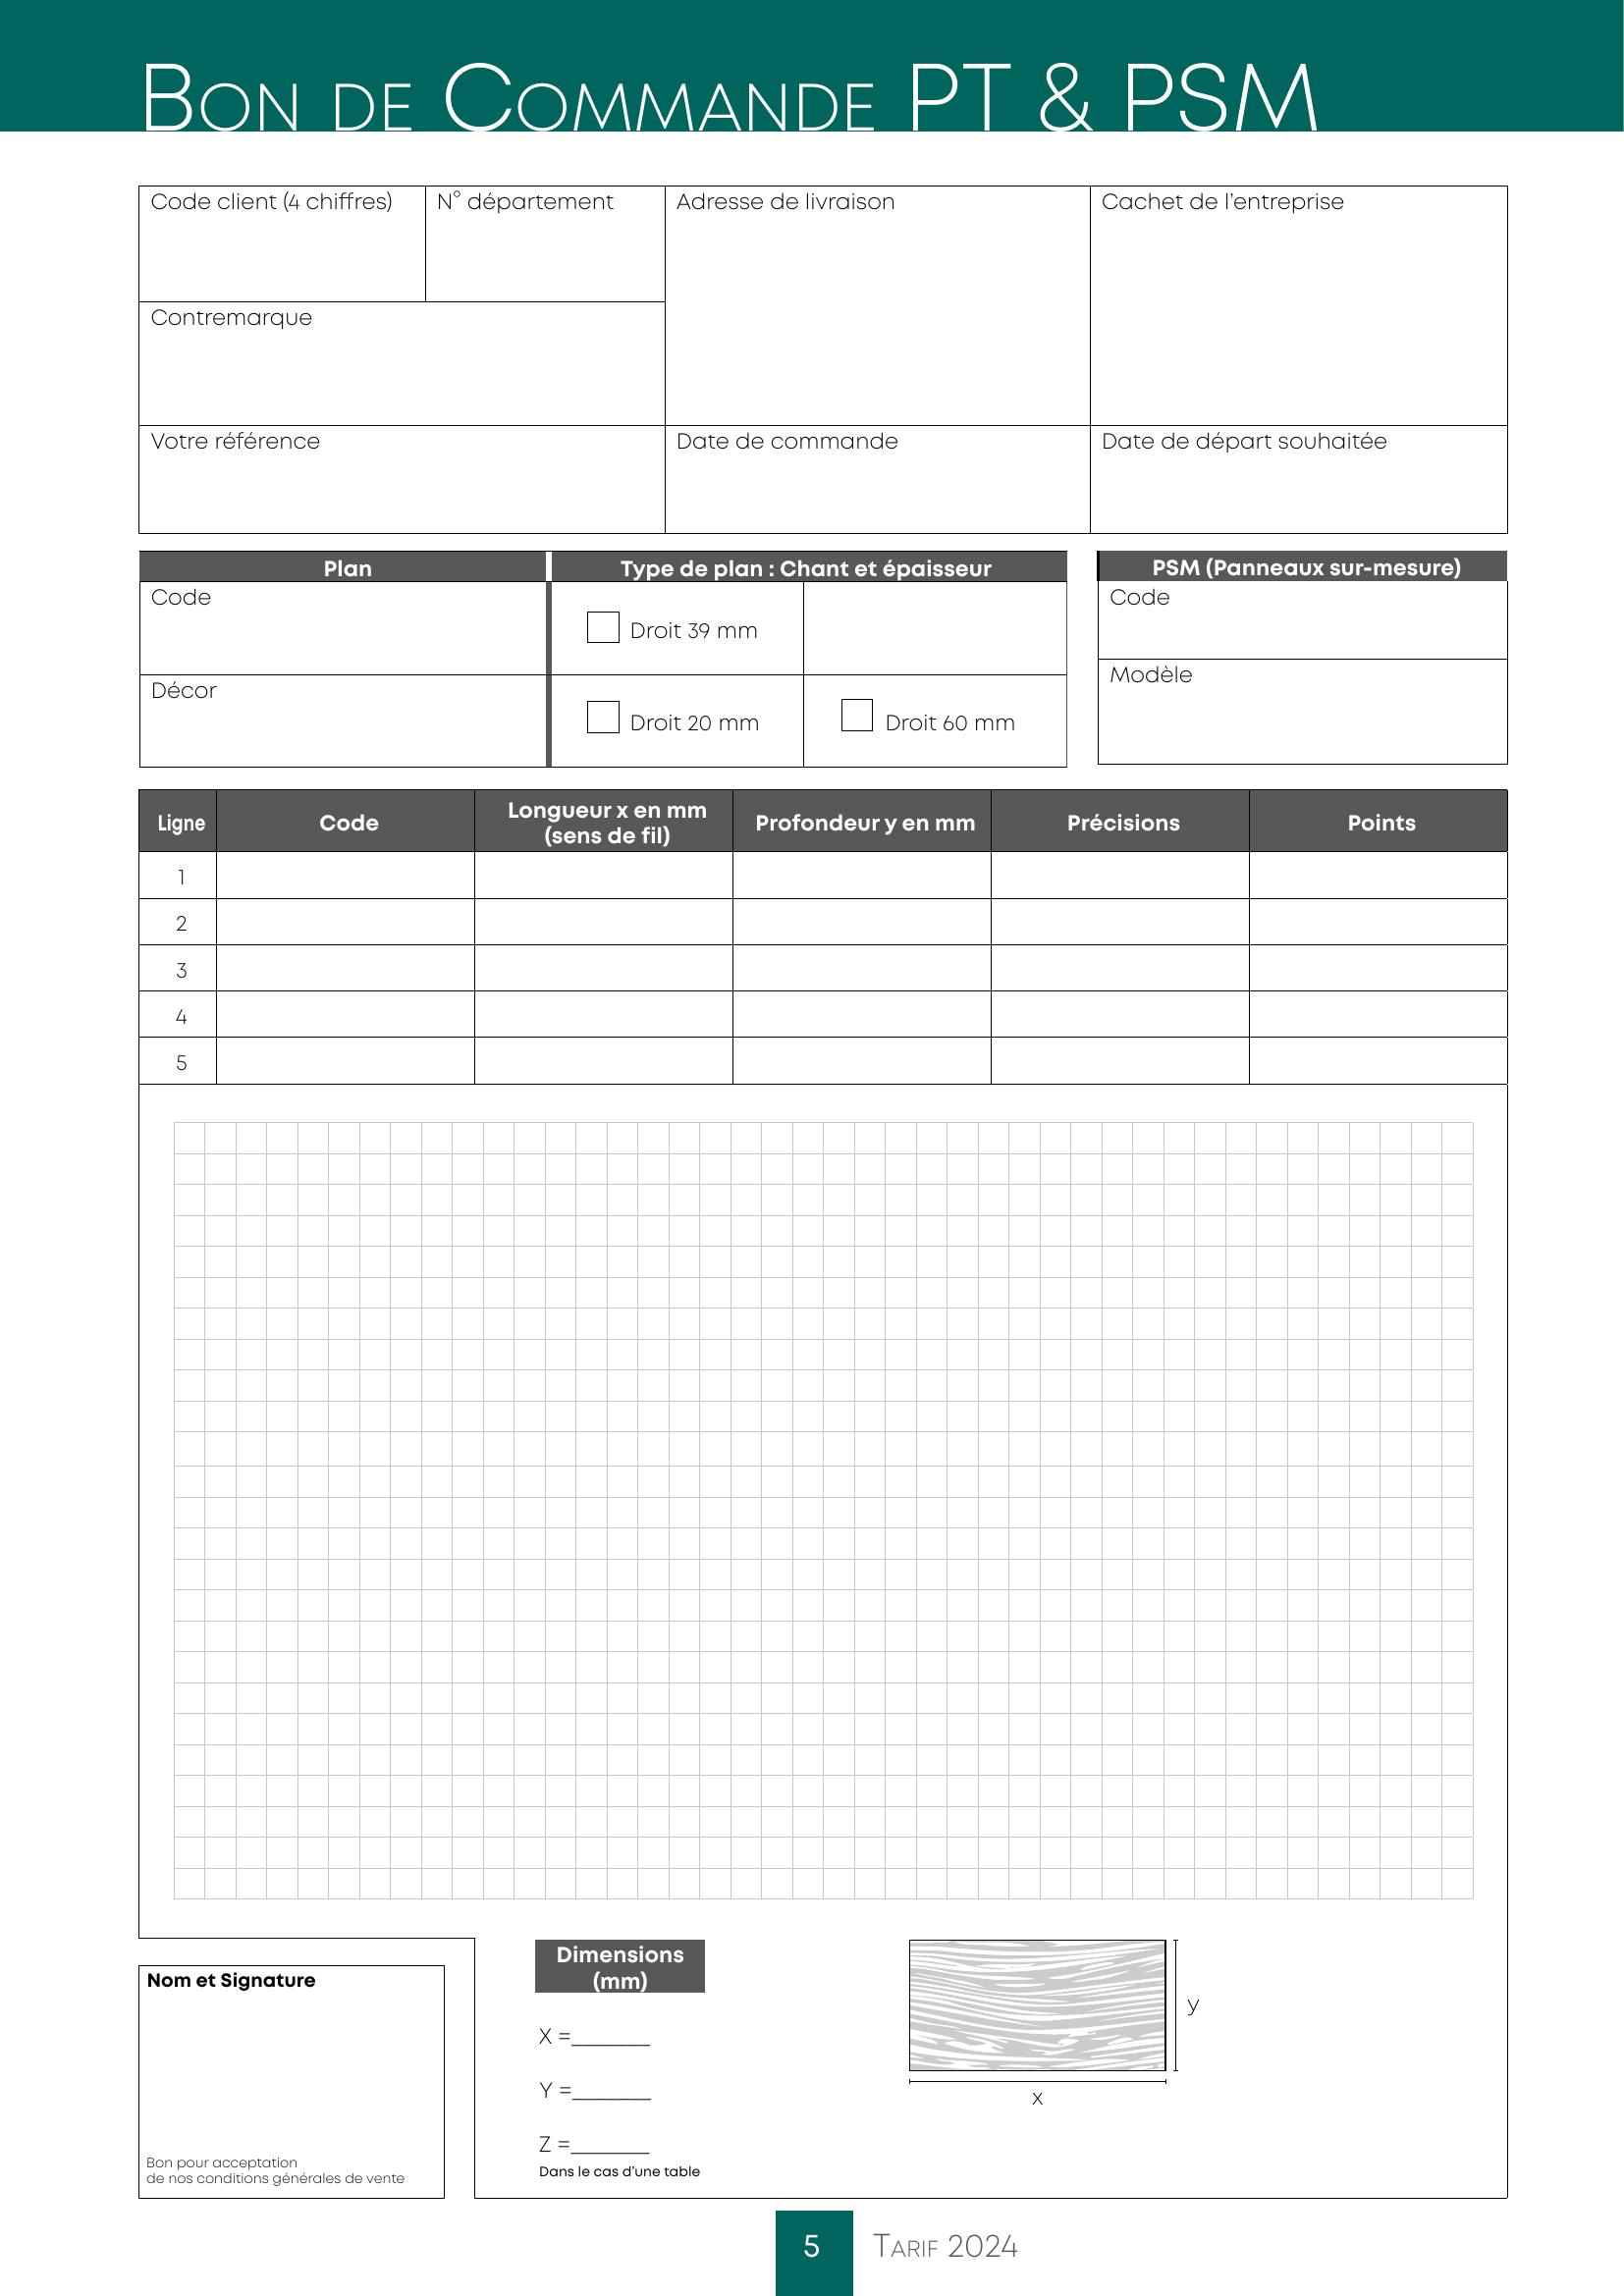 Bon de Commande PT & PSM
Code client (4 chiffres)
N° département
Adresse de livraison
Cachet de l'entreprise
Contremarque
Votre référence
Date de commande
Date de départ souhaitée
Plan
Type de plan : Chant et épaisseur
PSM (Panneaux sur-mesure)
Code
Droit 39 mm
Code
Décor
Droit 20 mm
Droit 60 mm
Modèle
Ligne
Code
Longueur x en mm
(sens de fil)
Profondeur y en mm
Précisions
Points
1
2
3
4
5
Nom et Signature
Bon pour acceptation
de nos conditions générales de vente
Dimensions
(mm)
X =_______
Y =_______
Z =_______
Dans le cas d'une table
y
x
5
Tarif 2024